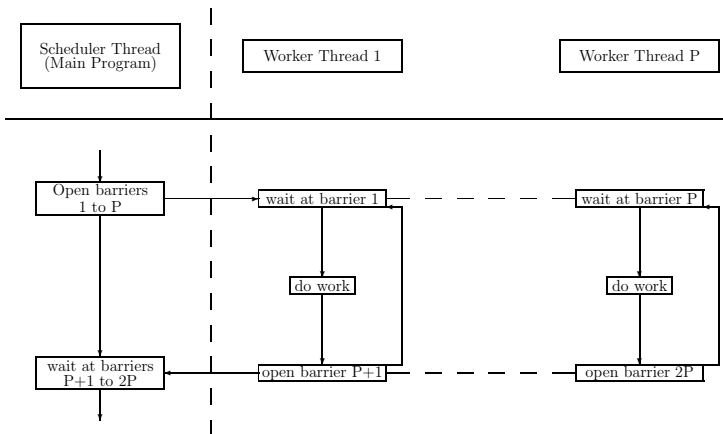 Scheduler Thread
(Main Program)
Worker Thread 1
Worker Thread P
Open barriers
1 to P
wait at barrier 1
wait at barrier P
do work
do work
wait at barriers
P+1 to 2P
open barrier P+1
open barrier 2P